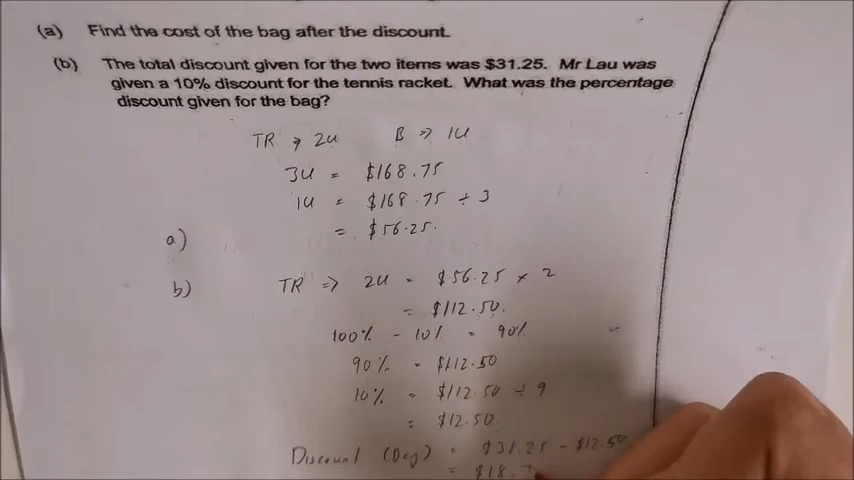 (a) Find the cost of the bag after the discount.
(b) The total discount given for the two items was $31.25. Mr Lau was
given a 10% discount for the tennis racket. What was the percentage
discount given for the bag?
TR → 2u B ⇒ 1u
3u = $168.75
1u = $168.75 ÷ 3
a) = $56.25.
b) TR ⇒ 2u = $56.25 × 2
= $112.50.
100% - 10% = 90%
90% = $112.50
10% = $112.50 ÷ 9
= $12.50.
Discount (Bag) = $31.25 - $12.50
= $18.7